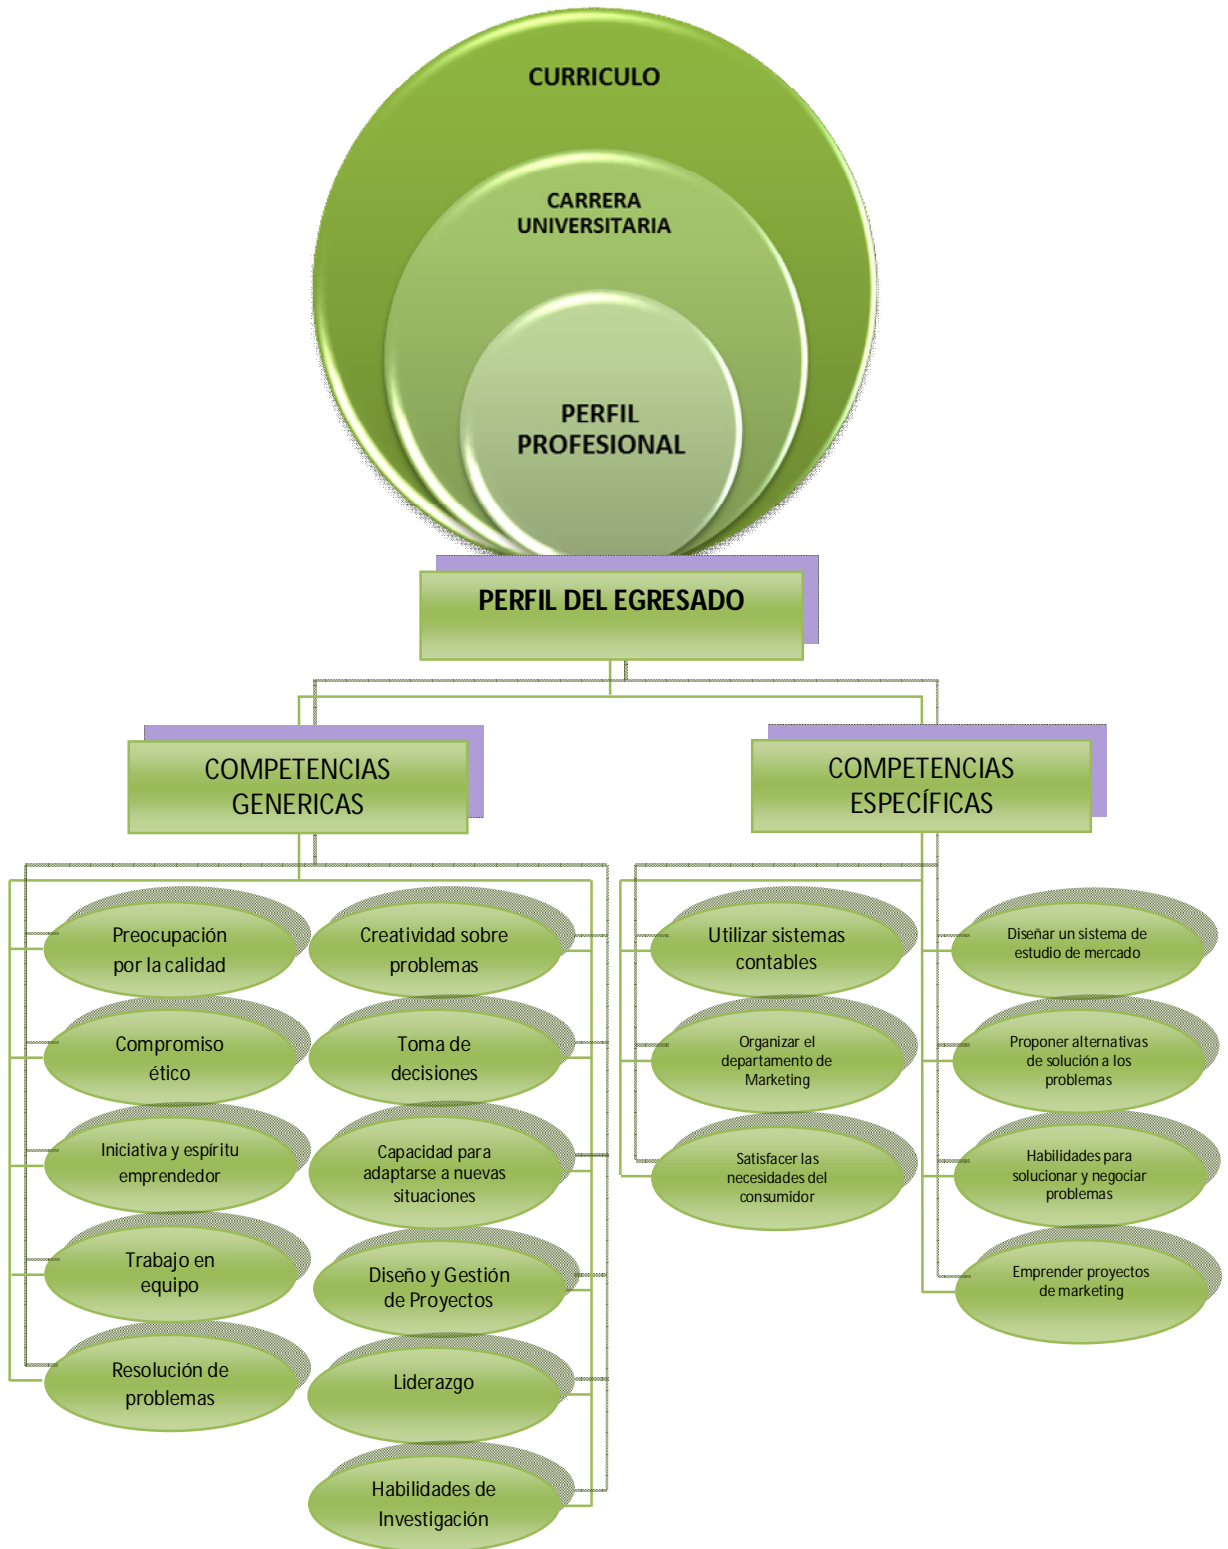 CURRICULO
CARRERA
UNIVERSITARIA
PERFIL
PROFESIONAL
PERFIL DEL EGRESADO
COMPETENCIAS
GENERICAS
Preocupación
por la calidad
Compromiso
ético
Iniciativa y espíritu
emprendedor
Trabajo en
equipo
Resolución de
problemas
Creatividad sobre
problemas
Toma de
decisiones
Capacidad para
adaptarse a nuevas
situaciones
Diseño y Gestión
de Proyectos
Liderazgo
Habilidades de
Investigación
COMPETENCIAS
ESPECÍFICAS
Utilizar sistemas
contables
Organizar el
departamento de
Marketing
Satisfacer las
necesidades del
consumidor
Diseñar un sistema de
estudio de mercado
Proponer alternativas
de solución a los
problemas
Habilidades para
solucionar y negociar
problemas
Emprender proyectos
de marketing